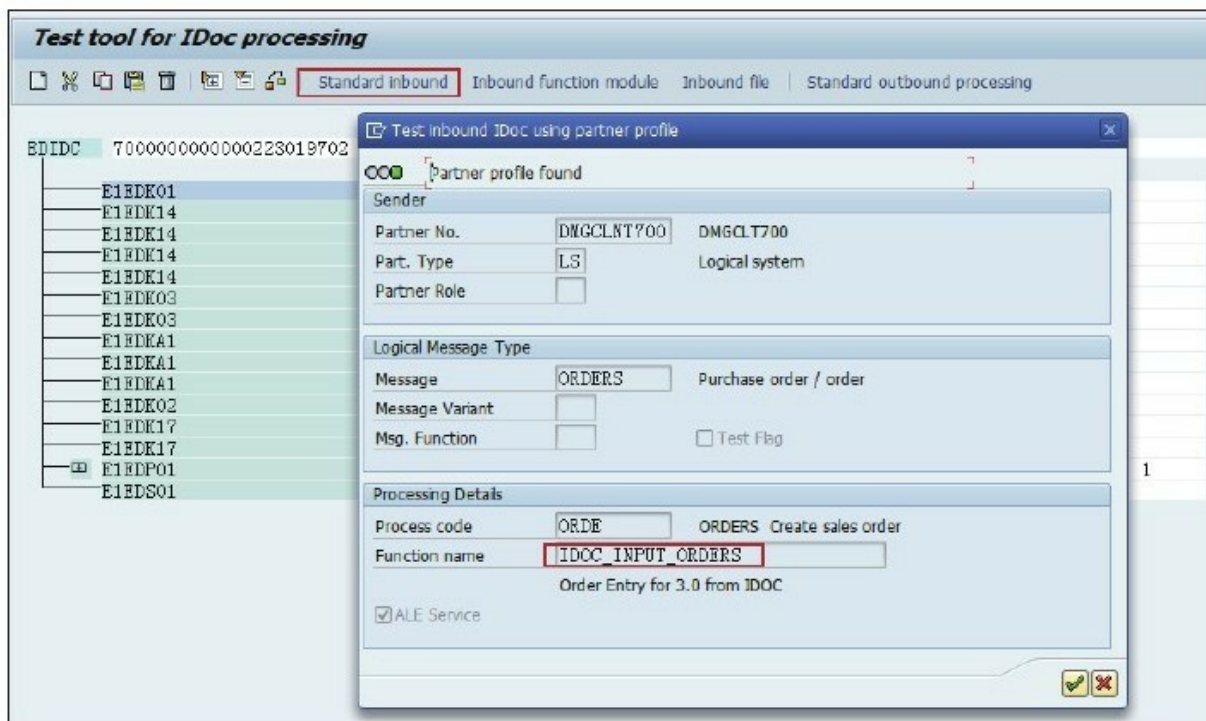 Test tool for IDoc processing
Standard inbound Inbound function module Inbound file Standard outbound processing
EDIDC 7000000000000223019702
E1EDK01
E1EDK14
E1EDK14
E1EDK14
E1EDK14
E1EDK03
E1EDK03
E1EDKA1
E1EDKA1
E1EDKA1
E1EDK02
E1EDK17
E1EDK17
E1EDP01 1
E1EDS01
Test inbound IDoc using partner profile
Partner profile found
Sender
Partner No. DMGCLNT700 DMGCLT700
Part. Type LS Logical system
Partner Role
Logical Message Type
Message ORDERS Purchase order / order
Message Variant
Msg. Function Test Flag
Processing Details
Process code ORDE ORDERS Create sales order
Function name IDOC_INPUT_ORDERS
Order Entry for 3.0 from IDOC
ALE Service